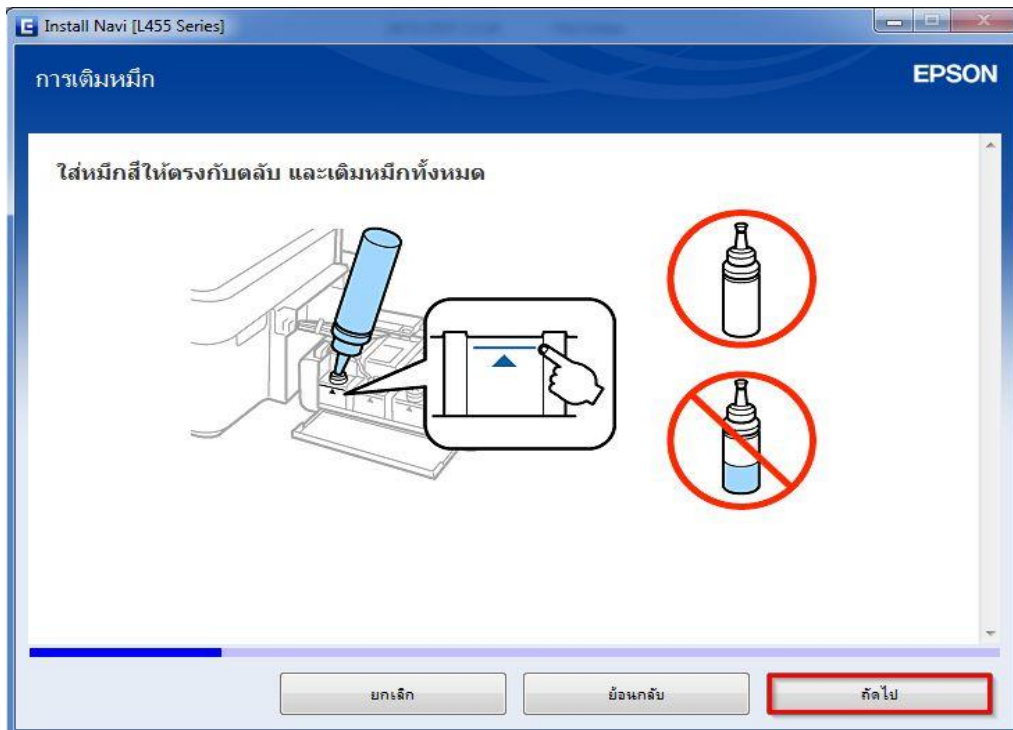 Install Navi [L455 Series]
การเติมหมึก
EPSON
ใส่หมึกสีให้ตรงกับตลับ และเติมหมึกทั้งหมด
ยกเลิก
ย้อนกลับ
ถัดไป